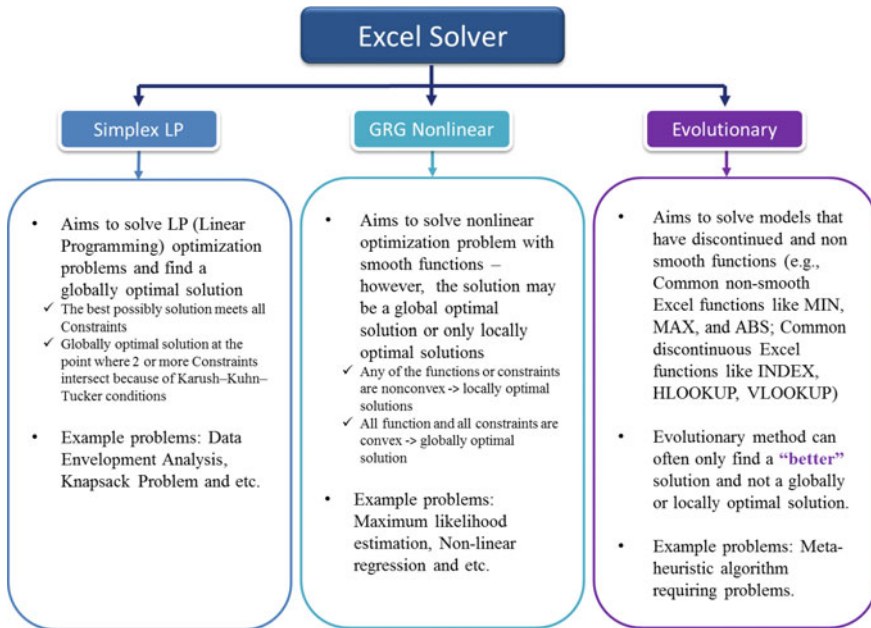 Excel Solver
Simplex LP
GRG Nonlinear
Evolutionary
• Aims to solve LP (Linear
Programming) optimization
problems and find a
globally optimal solution
✓ The best possibly solution meets all
Constraints
✓ Globally optimal solution at the
point where 2 or more Constraints
intersect because of Karush–Kuhn–
Tucker conditions
• Example problems: Data
Envelopment Analysis,
Knapsack Problem and etc.
• Aims to solve nonlinear
optimization problem with
smooth functions –
however, the solution may
be a global optimal
solution or only locally
optimal solutions
✓ Any of the functions or constraints
are nonconvex -> locally optimal
solutions
✓ All function and all constraints are
convex -> globally optimal
solution
• Example problems:
Maximum likelihood
estimation, Non-linear
regression and etc.
• Aims to solve models that
have discontinued and non
smooth functions (e.g.,
Common non-smooth
Excel functions like MIN,
MAX, and ABS; Common
discontinuous Excel
functions like INDEX,
HLOOKUP, VLOOKUP)
• Evolutionary method can
often only find a “better”
solution and not a globally
or locally optimal solution.
• Example problems: Meta-
heuristic algorithm
requiring problems.